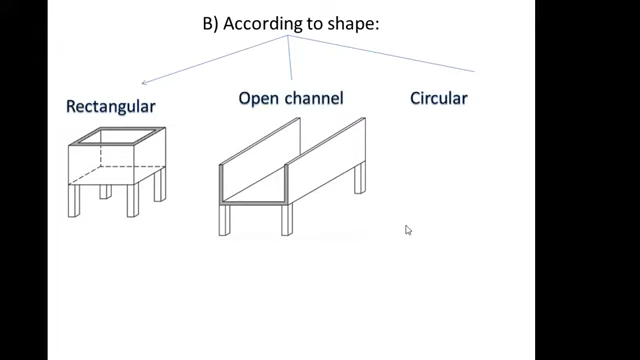 B) According to shape:
Rectangular
Open channel
Circular